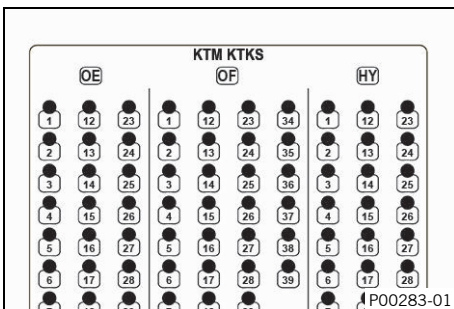 KTM KTKS
OE OF HY
1 12 23 1 12 23 34 1 12 23
2 13 24 2 13 24 35 2 13 24
3 14 25 3 14 25 36 3 14 25
4 15 26 4 15 26 37 4 15 26
5 16 27 5 16 27 38 5 16 27
6 17 28 6 17 28 39 6 17 28
P00283-01